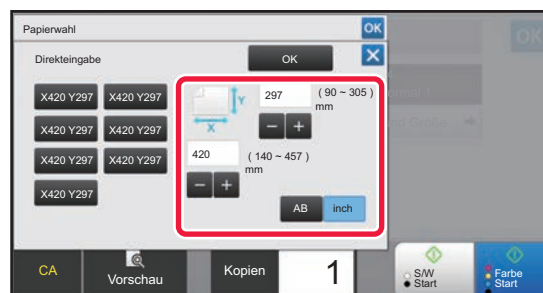 Papierwahl
OK
OK
Direkteingabe
OK
X420 Y297
X420 Y297
Y
297
( 90 ~ 305 )
mm
X
X420 Y297
X420 Y297
420
( 140 ~ 457 )
mm
X420 Y297
X420 Y297
X420 Y297
AB
inch
CA
Vorschau
Kopien
1
S/W
Start
Farbe
Start